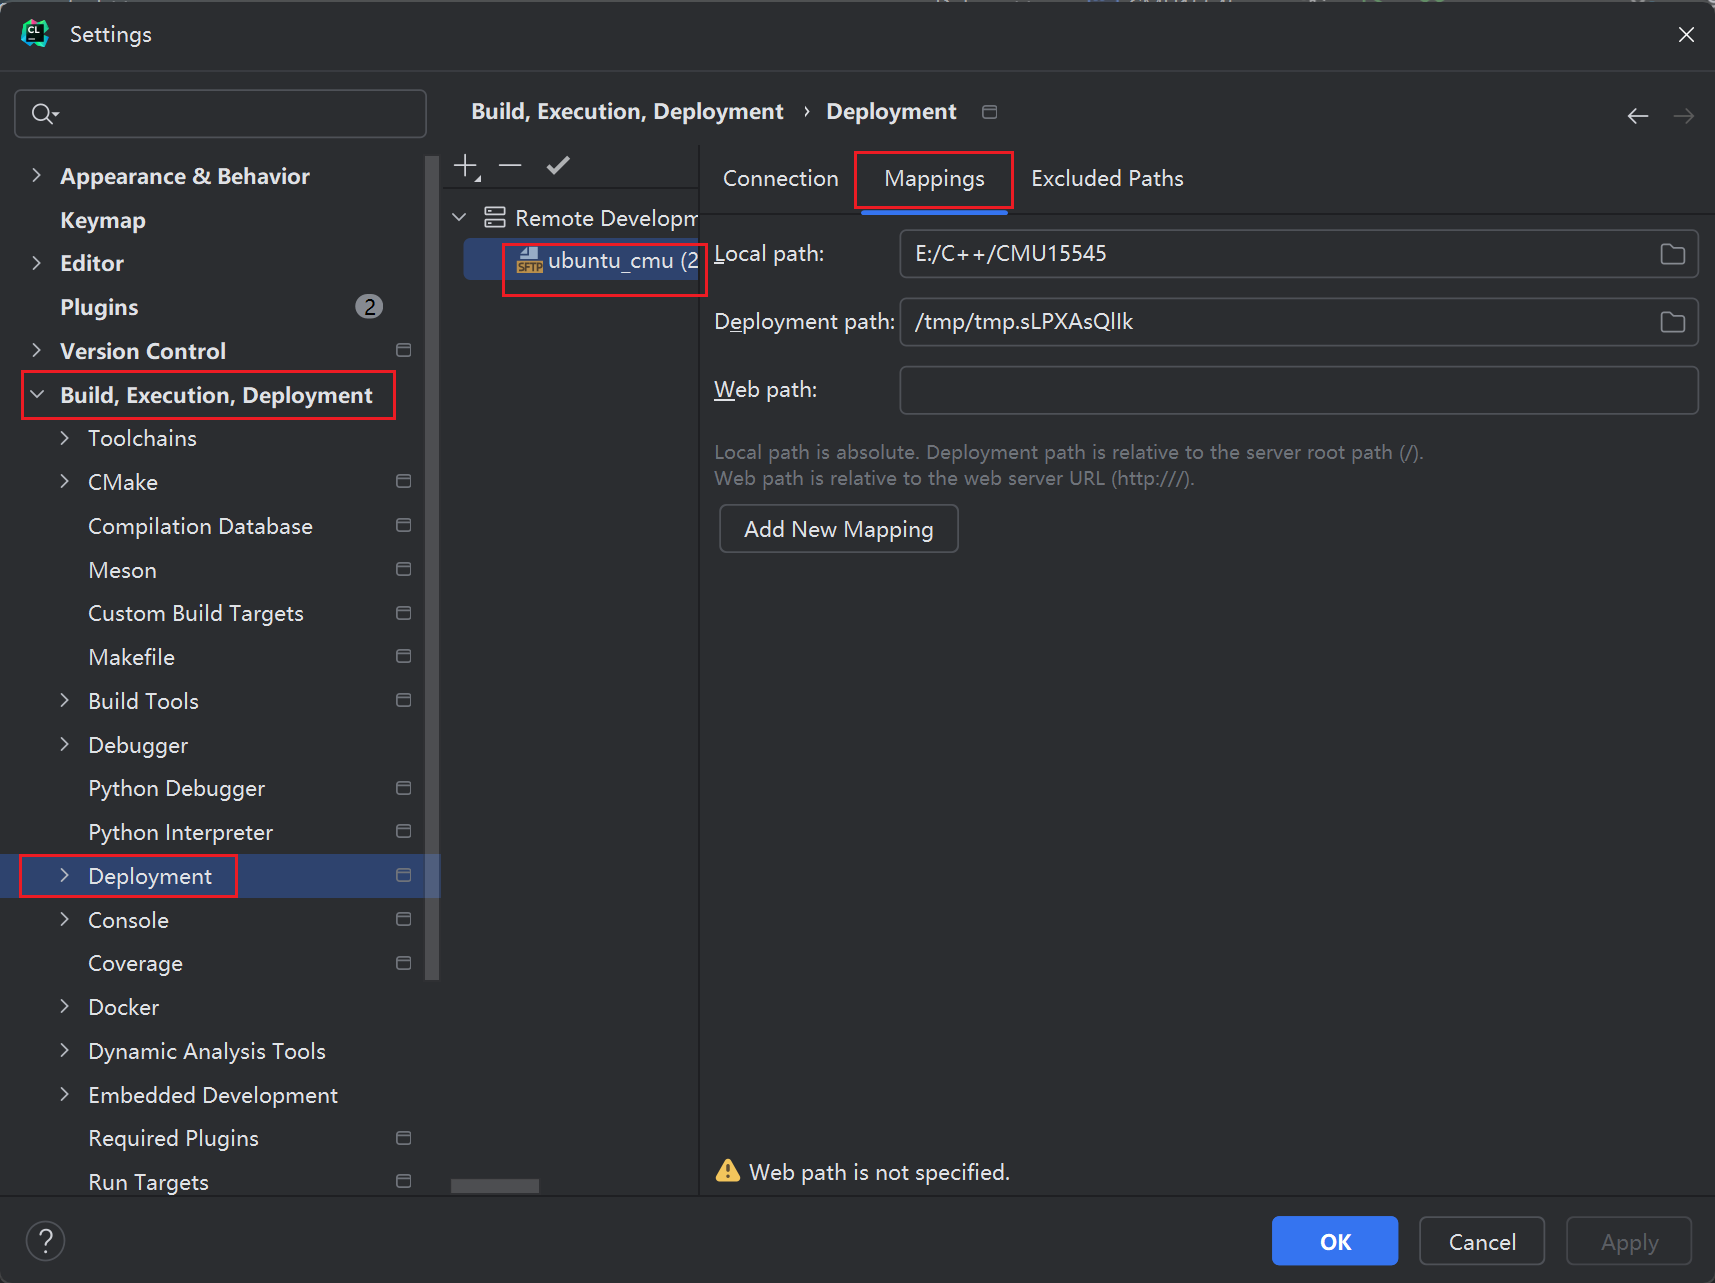 CL
Settings
Appearance & Behavior
Keymap
Editor
Plugins
2
Version Control
Build, Execution, Deployment
Toolchains
CMake
Compilation Database
Meson
Custom Build Targets
Makefile
Build Tools
Debugger
Python Debugger
Python Interpreter
Deployment
Console
Coverage
Docker
Dynamic Analysis Tools
Embedded Development
Required Plugins
Run Targets
Build, Execution, Deployment › Deployment
Remote Developm
SFTP ubuntu_cmu (2
Connection Mappings Excluded Paths
Local path: E:/C++/CMU15545
Deployment path: /tmp/tmp.sLPXAsQlIk
Web path:
Local path is absolute. Deployment path is relative to the server root path (/).
Web path is relative to the web server URL (http:///).
Add New Mapping
Web path is not specified.
?
OK Cancel Apply